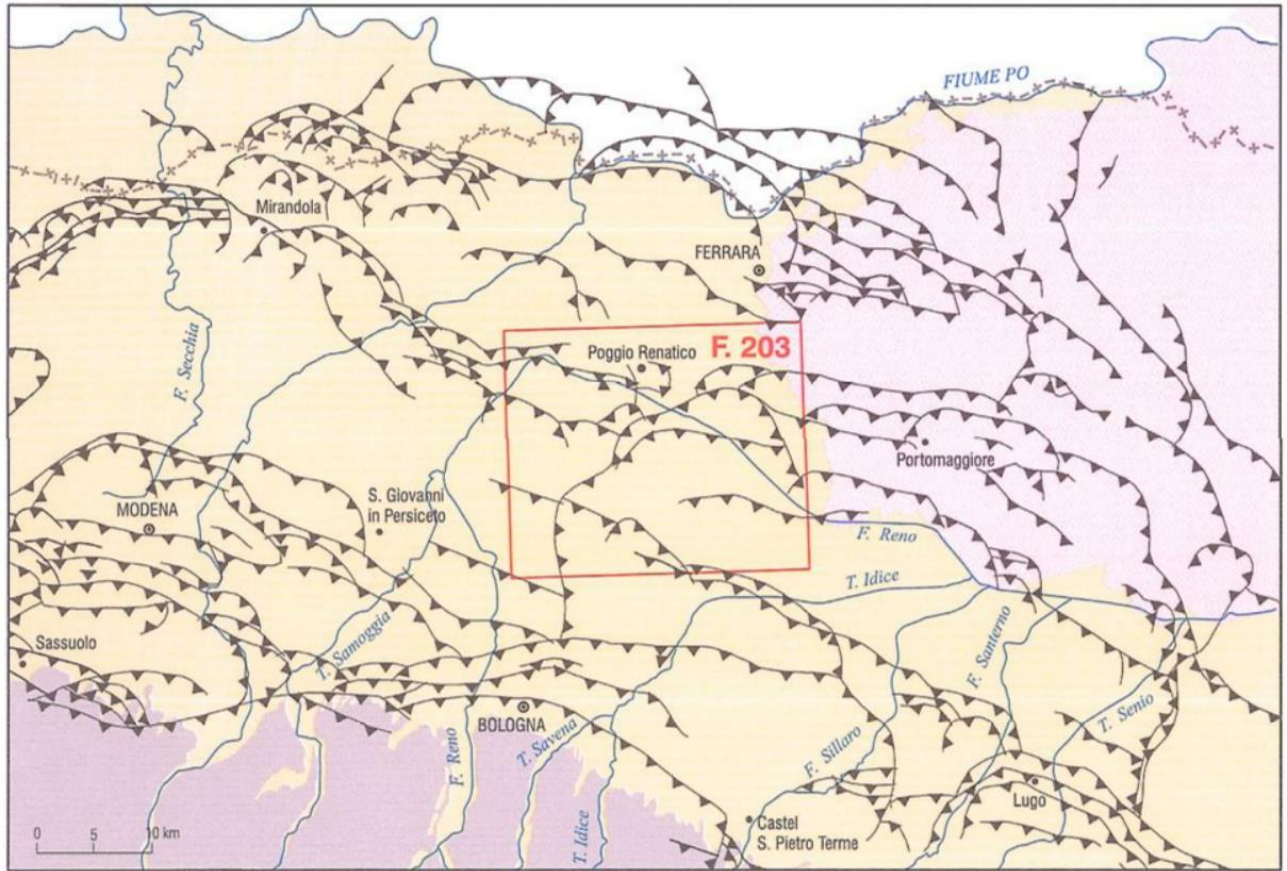 FIUME PO
Mirandola
FERRARA
F. Secchia
Poggio Renatico
F. 203
Portomaggiore
S. Giovanni
in Persiceto
MODENA
F. Reno
T. Idice
Sassuolo
T. Samoggia
F. Santerno
BOLOGNA
T. Savena
T. Senio
F. Reno
F. Sillaro
Lugo
Castel
S. Pietro Terme
T. Idice
0 5 10 km